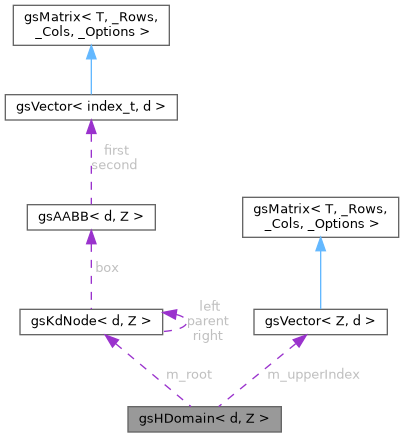 gsMatrix< T, _Rows,
_Cols, _Options >
gsVector< index_t, d >
first
second
gsAABB< d, Z >
gsMatrix< T, _Rows,
_Cols, _Options >
box
left
parent
right
gsKdNode< d, Z >
gsVector< Z, d >
m_root
m_upperIndex
gsHDomain< d, Z >